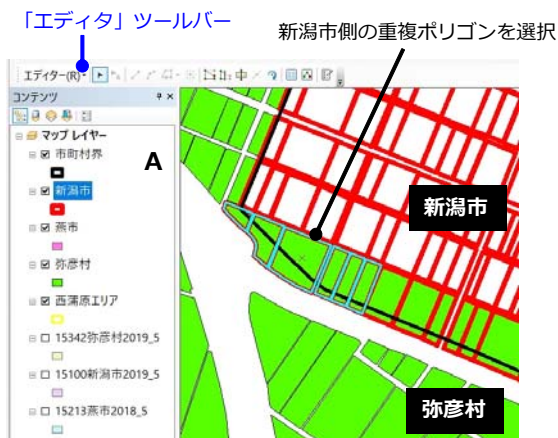 「エディタ」ツールバー
新潟市側の重複ポリゴンを選択
エディター(R)▾
コンテンツ
マップ レイヤー
市町村界
A
新潟市
新潟市
燕市
弥彦村
西蒲原エリア
15342弥彦村2019_5
15100新潟市2019_5
15213燕市2018_5
弥彦村